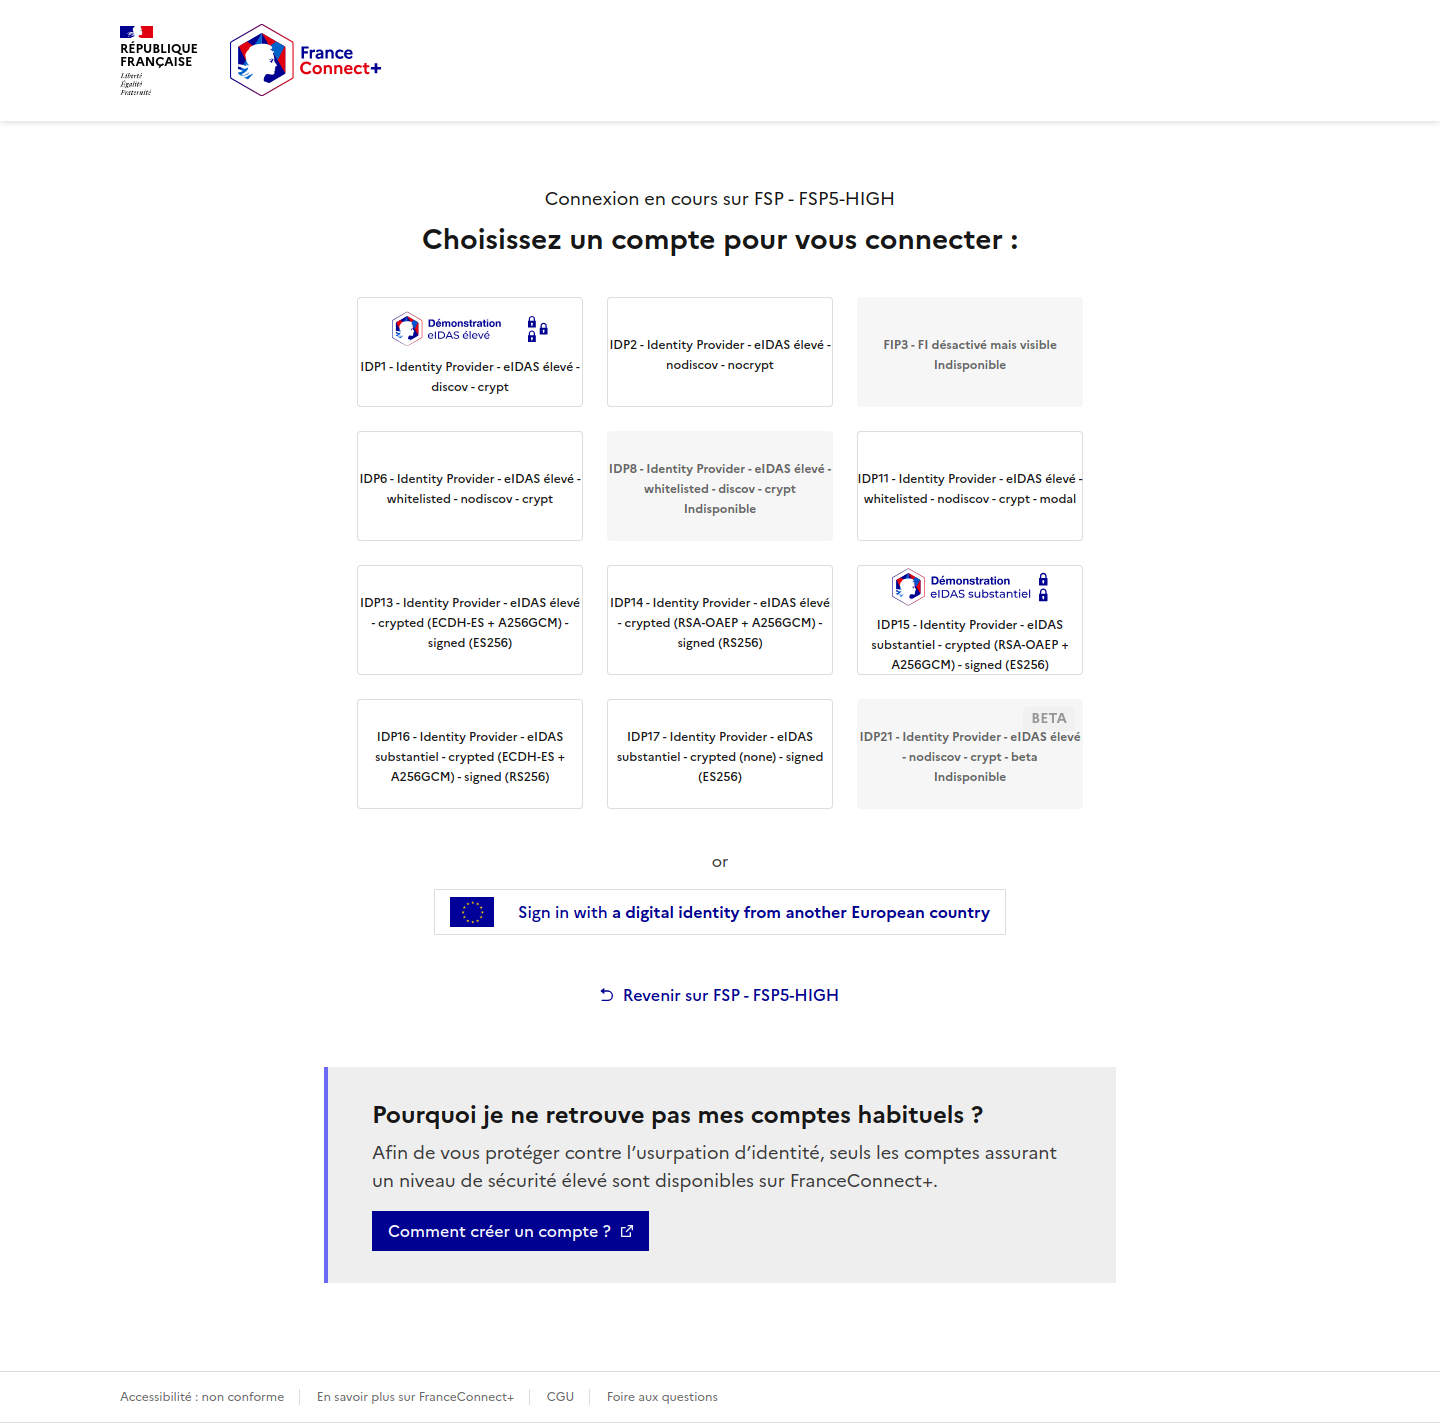 RÉPUBLIQUE
FRANÇAISE
Liberté
Égalité
Fraternité
France
Connect+
Connexion en cours sur FSP - FSP5-HIGH
Choisissez un compte pour vous connecter :
Démonstration
eIDAS élevé
IDP1 - Identity Provider - eIDAS élevé -
discov - crypt
IDP2 - Identity Provider - eIDAS élevé -
nodiscov - nocrypt
FIP3 - FI désactivé mais visible
Indisponible
IDP6 - Identity Provider - eIDAS élevé -
whitelisted - nodiscov - crypt
IDP8 - Identity Provider - eIDAS élevé -
whitelisted - discov - crypt
Indisponible
IDP11 - Identity Provider - eIDAS élevé -
whitelisted - nodiscov - crypt - modal
IDP13 - Identity Provider - eIDAS élevé
- crypted (ECDH-ES + A256GCM) -
signed (ES256)
IDP14 - Identity Provider - eIDAS élevé
- crypted (RSA-OAEP + A256GCM) -
signed (RS256)
Démonstration
eIDAS substantiel
IDP15 - Identity Provider - eIDAS
substantiel - crypted (RSA-OAEP +
A256GCM) - signed (ES256)
IDP16 - Identity Provider - eIDAS
substantiel - crypted (ECDH-ES +
A256GCM) - signed (RS256)
IDP17 - Identity Provider - eIDAS
substantiel - crypted (none) - signed
(ES256)
BETA
IDP21 - Identity Provider - eIDAS élevé
- nodiscov - crypt - beta
Indisponible
or
Sign in with a digital identity from another European country
Revenir sur FSP - FSP5-HIGH
Pourquoi je ne retrouve pas mes comptes habituels ?
Afin de vous protéger contre l’usurpation d’identité, seuls les comptes assurant
un niveau de sécurité élevé sont disponibles sur FranceConnect+.
Comment créer un compte ?
Accessibilité : non conforme
En savoir plus sur FranceConnect+
CGU
Foire aux questions